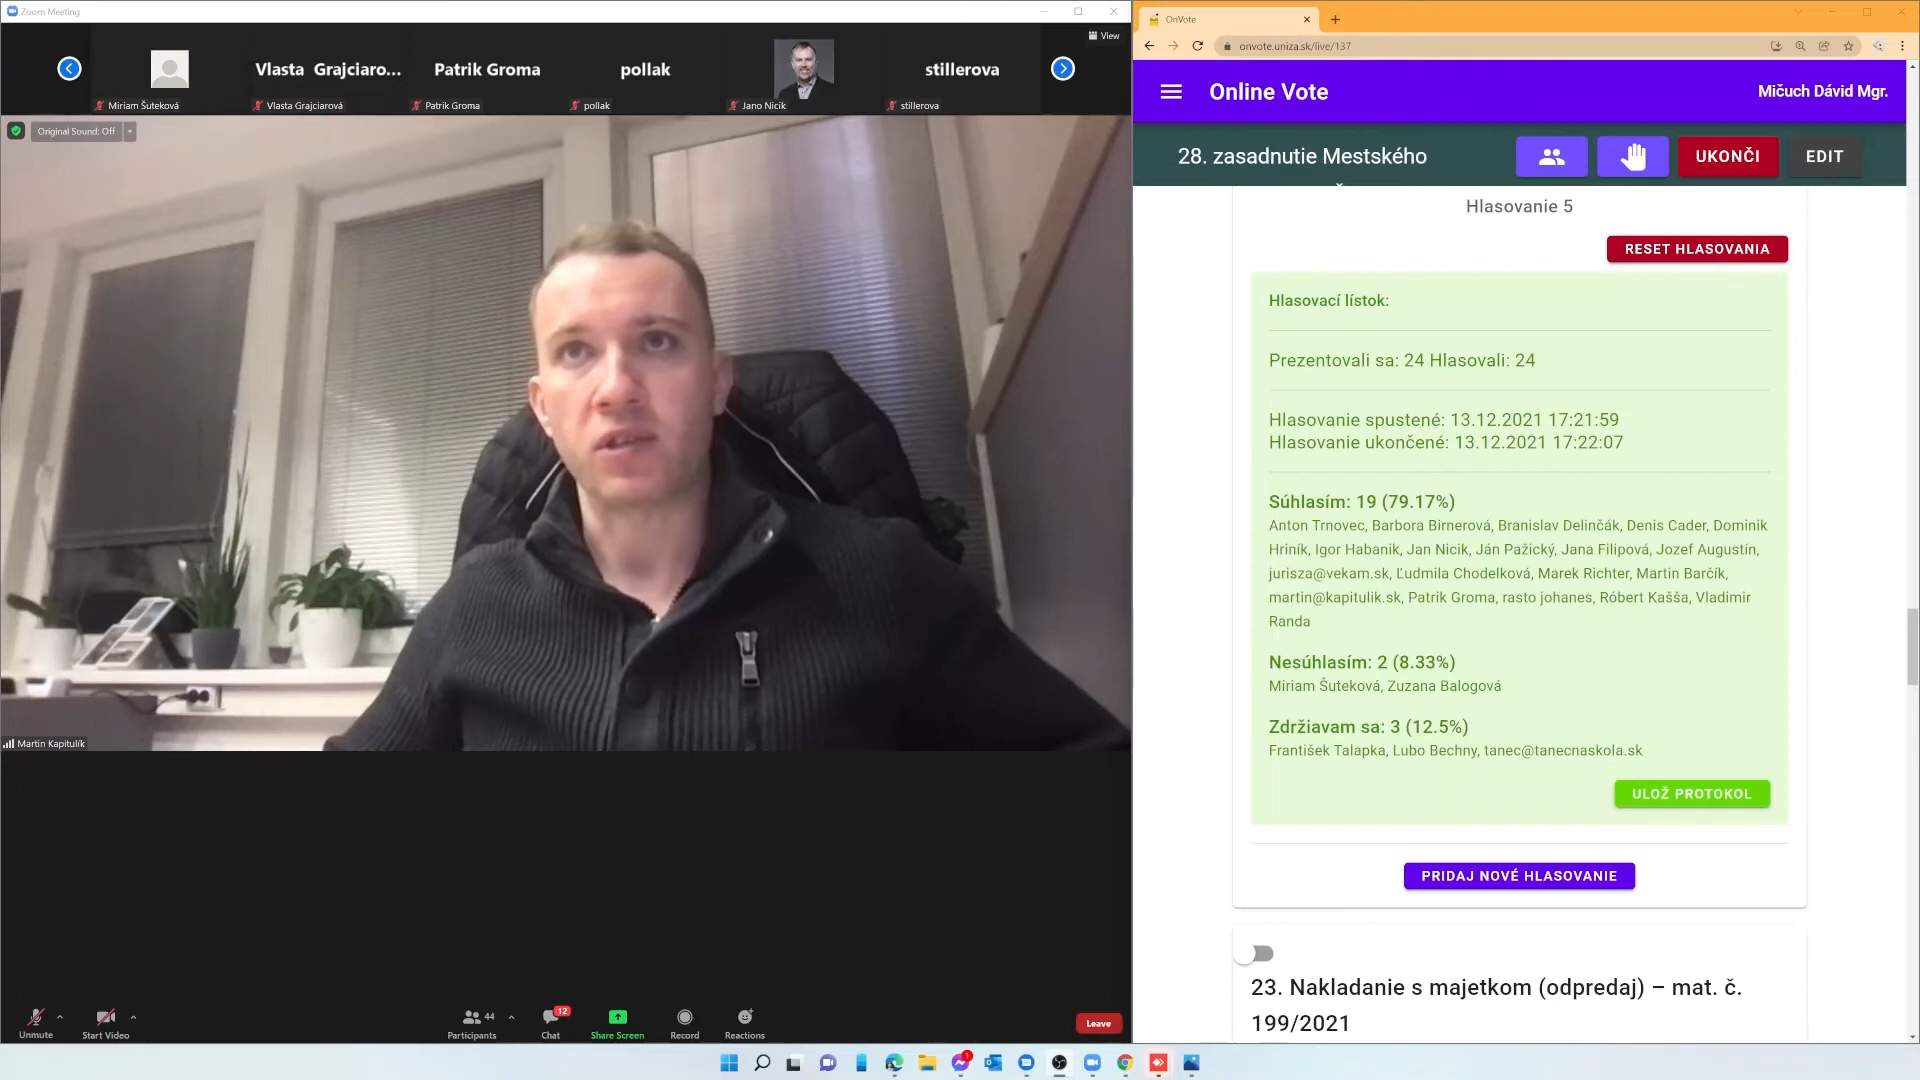 Zoom Meeting
View
Vlasta Grajciaro...
Patrik Groma
pollak
stillerova
Miriam Šuteková
Vlasta Grajciarová
Patrik Groma
pollak
Jano Nicík
stillerova
Original Sound: Off
Martin Kapitulík
Unmute
Start Video
44
Participants
12
Chat
Share Screen
Record
Reactions
Leave
OnVote
onvote.uniza.sk/live/137
Online Vote
Mičuch Dávid Mgr.
28. zasadnutie Mestského
UKONČI
EDIT
Hlasovanie 5
RESET HLASOVANIA
Hlasovací lístok:
Prezentovali sa: 24 Hlasovali: 24
Hlasovanie spustené: 13.12.2021 17:21:59
Hlasovanie ukončené: 13.12.2021 17:22:07
Súhlasím: 19 (79.17%)
Anton Trnovec, Barbora Birnerová, Branislav Delinčák, Denis Cader, Dominik
Hriník, Igor Habanik, Jan Nicik, Ján Pažický, Jana Filipová, Jozef Augustín,
jurisza@vekam.sk, Ľudmila Chodelková, Marek Richter, Martin Barčík,
martin@kapitulik.sk, Patrik Groma, rasto johanes, Róbert Kašša, Vladimir
Randa
Nesúhlasím: 2 (8.33%)
Miriam Šuteková, Zuzana Balogová
Zdržiavam sa: 3 (12.5%)
František Talapka, Lubo Bechny, tanec@tanecnaskola.sk
ULOŽ PROTOKOL
PRIDAJ NOVÉ HLASOVANIE
23. Nakladanie s majetkom (odpredaj) – mat. č.
199/2021
1